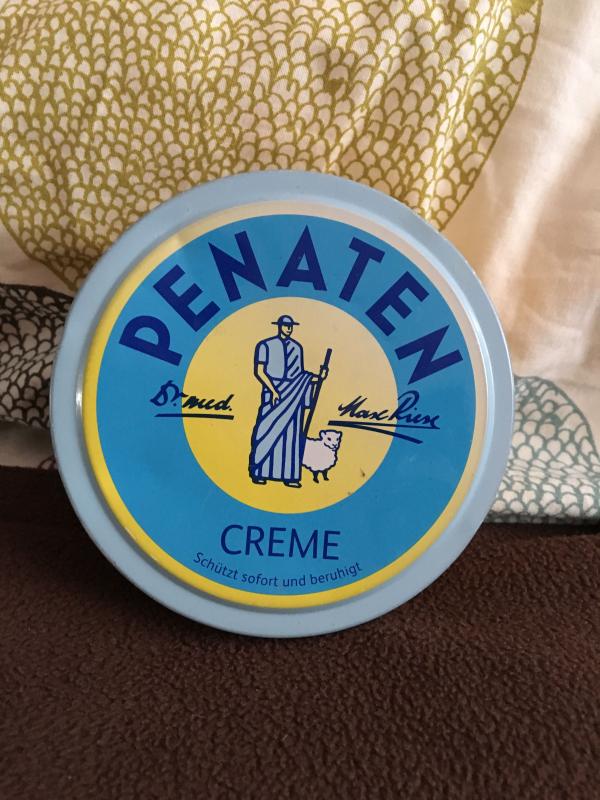 PENATEN
Dr. med. Max Riese
CREME
Schützt sofort und beruhigt